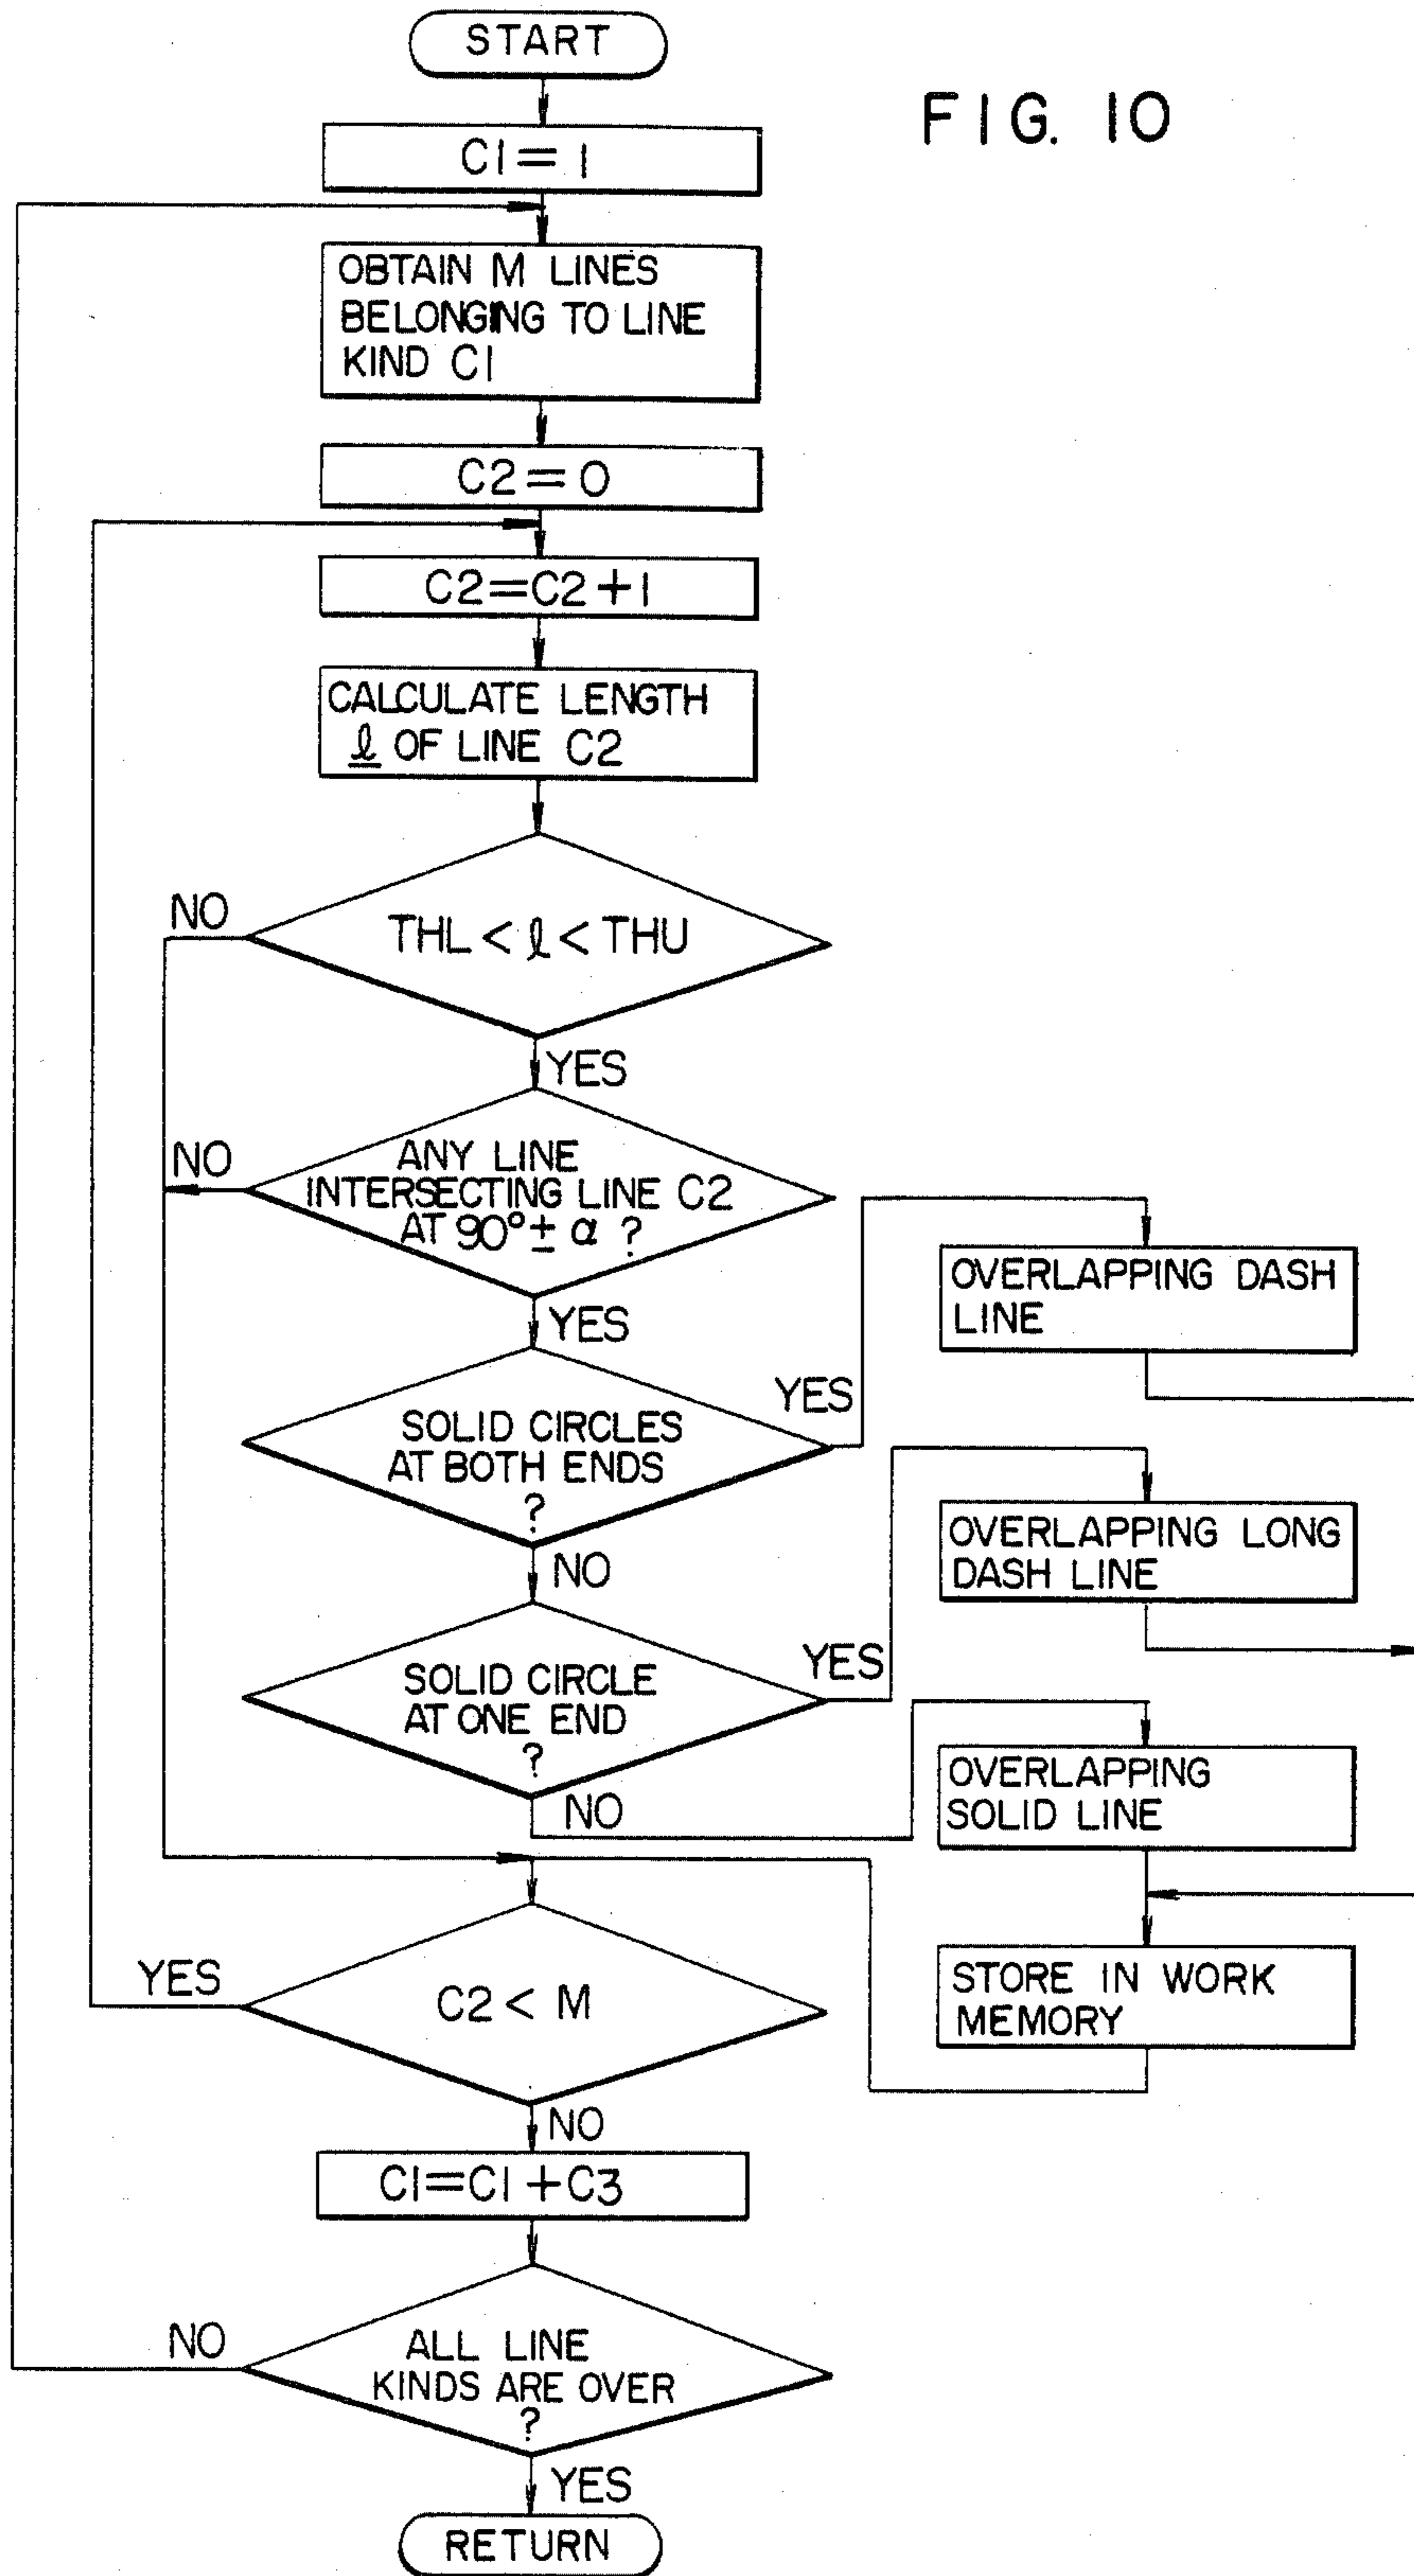 START
FIG. 10
C1 = 1
OBTAIN M LINES
BELONGING TO LINE
KIND C1
C2 = 0
C2 = C2 + 1
CALCULATE LENGTH
ℓ OF LINE C2
NO
THL < ℓ < THU
YES
NO
ANY LINE
INTERSECTING LINE C2
AT 90° ± α ?
YES
OVERLAPPING DASH
LINE
YES
SOLID CIRCLES
AT BOTH ENDS
?
NO
OVERLAPPING LONG
DASH LINE
YES
SOLID CIRCLE
AT ONE END
?
NO
OVERLAPPING
SOLID LINE
YES
C2 < M
STORE IN WORK
MEMORY
NO
C1 = C1 + C3
NO
ALL LINE
KINDS ARE OVER
?
YES
RETURN